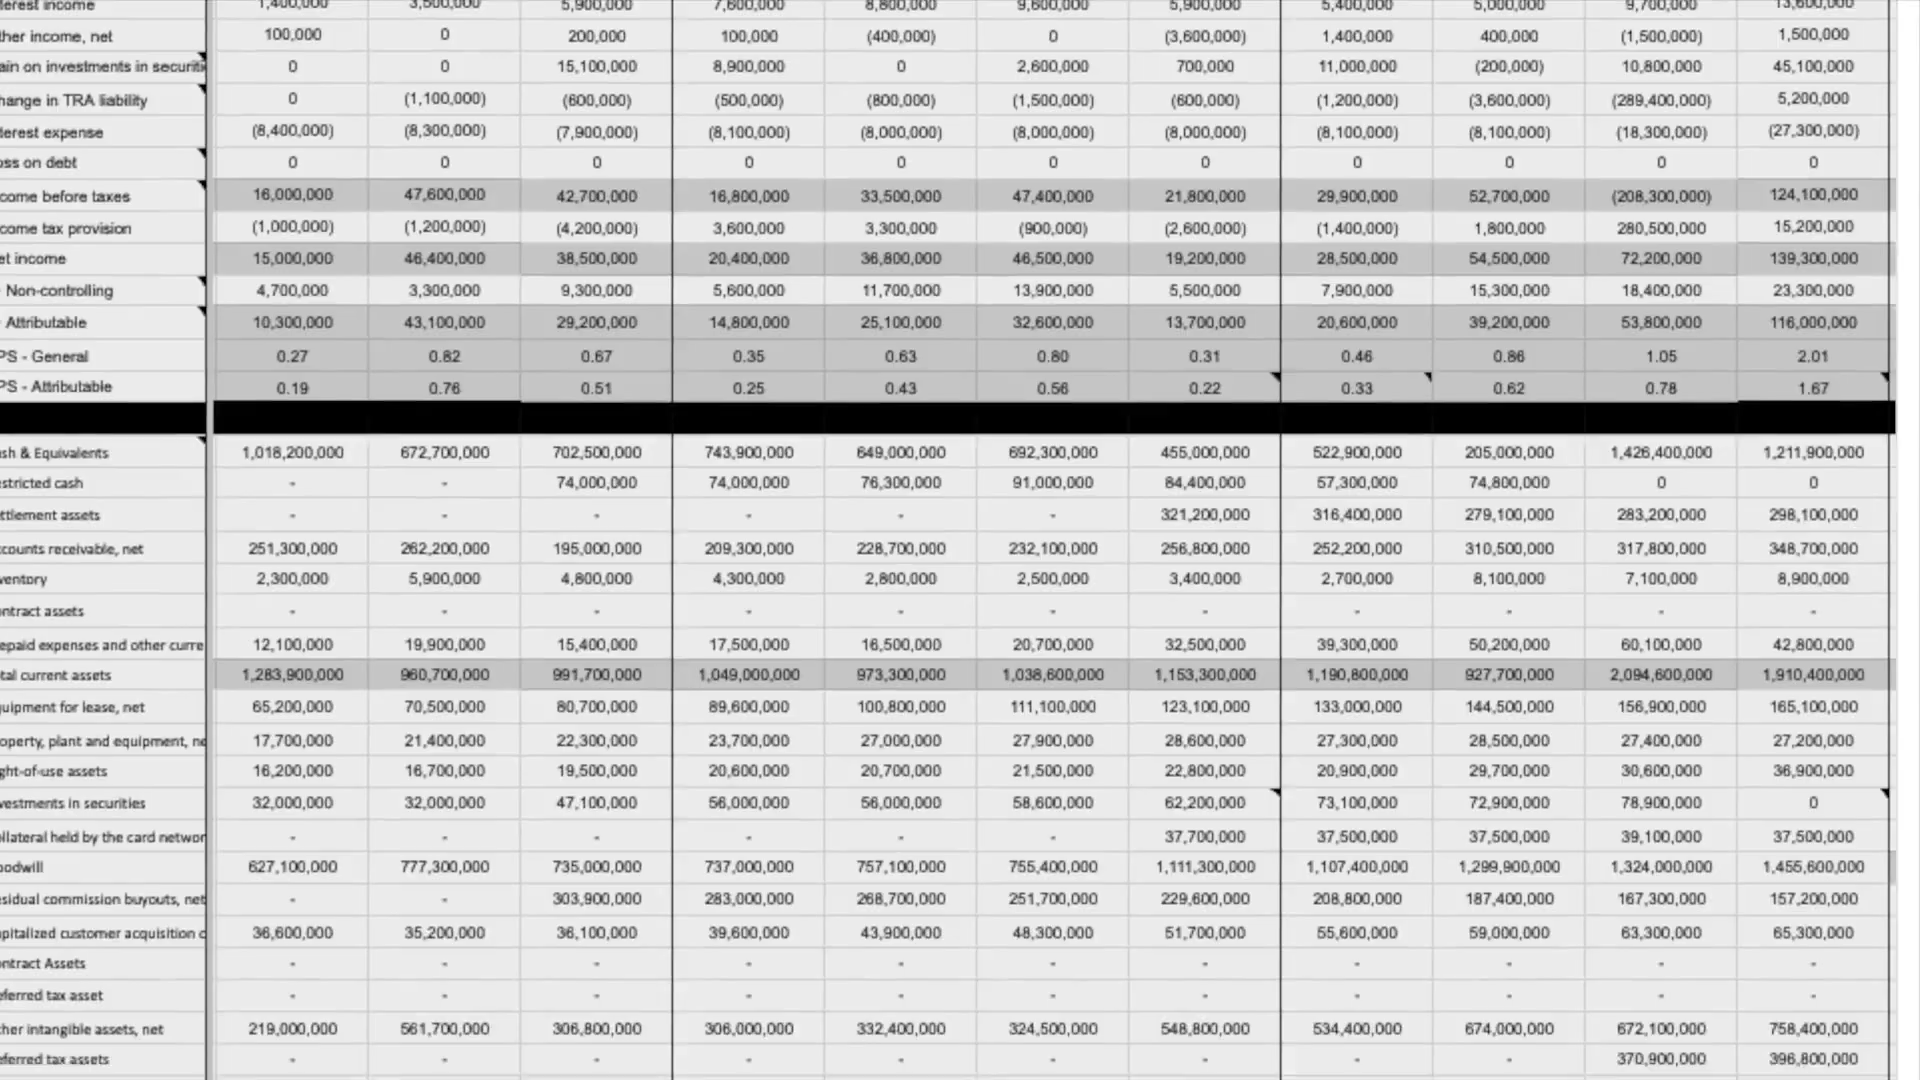 terest income 1,400,000 3,500,000 5,900,000 7,600,000 8,800,000 9,600,000 5,900,000 5,400,000 5,000,000 9,700,000 13,600,000
ther income, net 100,000 0 200,000 100,000 (400,000) 0 (3,600,000) 1,400,000 400,000 (1,500,000) 1,500,000
ain on investments in securiti 0 0 15,100,000 8,900,000 0 2,600,000 700,000 11,000,000 (200,000) 10,800,000 45,100,000
hange in TRA liability 0 (1,100,000) (600,000) (500,000) (800,000) (1,500,000) (600,000) (1,200,000) (3,600,000) (289,400,000) 5,200,000
terest expense (8,400,000) (8,300,000) (7,900,000) (8,100,000) (8,000,000) (8,000,000) (8,000,000) (8,100,000) (8,100,000) (18,300,000) (27,300,000)
oss on debt 0 0 0 0 0 0 0 0 0 0 0
come before taxes 16,000,000 47,600,000 42,700,000 16,800,000 33,500,000 47,400,000 21,800,000 29,900,000 52,700,000 (208,300,000) 124,100,000
come tax provision (1,000,000) (1,200,000) (4,200,000) 3,600,000 3,300,000 (900,000) (2,600,000) (1,400,000) 1,800,000 280,500,000 15,200,000
et income 15,000,000 46,400,000 38,500,000 20,400,000 36,800,000 46,500,000 19,200,000 28,500,000 54,500,000 72,200,000 139,300,000
Non-controlling 4,700,000 3,300,000 9,300,000 5,600,000 11,700,000 13,900,000 5,500,000 7,900,000 15,300,000 18,400,000 23,300,000
Attributable 10,300,000 43,100,000 29,200,000 14,800,000 25,100,000 32,600,000 13,700,000 20,600,000 39,200,000 53,800,000 116,000,000
PS - General 0.27 0.82 0.67 0.35 0.63 0.80 0.31 0.46 0.86 1.05 2.01
PS - Attributable 0.19 0.76 0.51 0.25 0.43 0.56 0.22 0.33 0.62 0.78 1.67
sh & Equivalents 1,018,200,000 672,700,000 702,500,000 743,900,000 649,000,000 692,300,000 455,000,000 522,900,000 205,000,000 1,426,400,000 1,211,900,000
estricted cash - - 74,000,000 74,000,000 76,300,000 91,000,000 84,400,000 57,300,000 74,800,000 0 0
ttlement assets - - - - - - 321,200,000 316,400,000 279,100,000 283,200,000 298,100,000
counts receivable, net 251,300,000 262,200,000 195,000,000 209,300,000 228,700,000 232,100,000 256,800,000 252,200,000 310,500,000 317,800,000 348,700,000
ventory 2,300,000 5,900,000 4,800,000 4,300,000 2,800,000 2,500,000 3,400,000 2,700,000 8,100,000 7,100,000 8,900,000
ontract assets - - - - - - - - - - -
epaid expenses and other curre 12,100,000 19,900,000 15,400,000 17,500,000 16,500,000 20,700,000 32,500,000 39,300,000 50,200,000 60,100,000 42,800,000
tal current assets 1,283,900,000 960,700,000 991,700,000 1,049,000,000 973,300,000 1,038,600,000 1,153,300,000 1,190,800,000 927,700,000 2,094,600,000 1,910,400,000
quipment for lease, net 65,200,000 70,500,000 80,700,000 89,600,000 100,800,000 111,100,000 123,100,000 133,000,000 144,500,000 156,900,000 165,100,000
operty, plant and equipment, ne 17,700,000 21,400,000 22,300,000 23,700,000 27,000,000 27,900,000 28,600,000 27,300,000 28,500,000 27,400,000 27,200,000
ght-of-use assets 16,200,000 16,700,000 19,500,000 20,600,000 20,700,000 21,500,000 22,800,000 20,900,000 29,700,000 30,600,000 36,900,000
vestments in securities 32,000,000 32,000,000 47,100,000 56,000,000 56,000,000 58,600,000 62,200,000 73,100,000 72,900,000 78,900,000 0
ollateral held by the card networ - - - - - - 37,700,000 37,500,000 37,500,000 39,100,000 37,500,000
oodwill 627,100,000 777,300,000 735,000,000 737,000,000 757,100,000 755,400,000 1,111,300,000 1,107,400,000 1,299,900,000 1,324,000,000 1,455,600,000
esidual commission buyouts, net - - 303,900,000 283,000,000 268,700,000 251,700,000 229,600,000 208,800,000 187,400,000 167,300,000 157,200,000
apitalized customer acquisition c 36,600,000 35,200,000 36,100,000 39,600,000 43,900,000 48,300,000 51,700,000 55,600,000 59,000,000 63,300,000 65,300,000
ontract Assets - - - - - - - - - - -
eferred tax asset - - - - - - - - - - -
ther intangible assets, net 219,000,000 561,700,000 306,800,000 306,000,000 332,400,000 324,500,000 548,800,000 534,400,000 674,000,000 672,100,000 758,400,000
eferred tax assets - - - - - - - - - 370,900,000 396,800,000